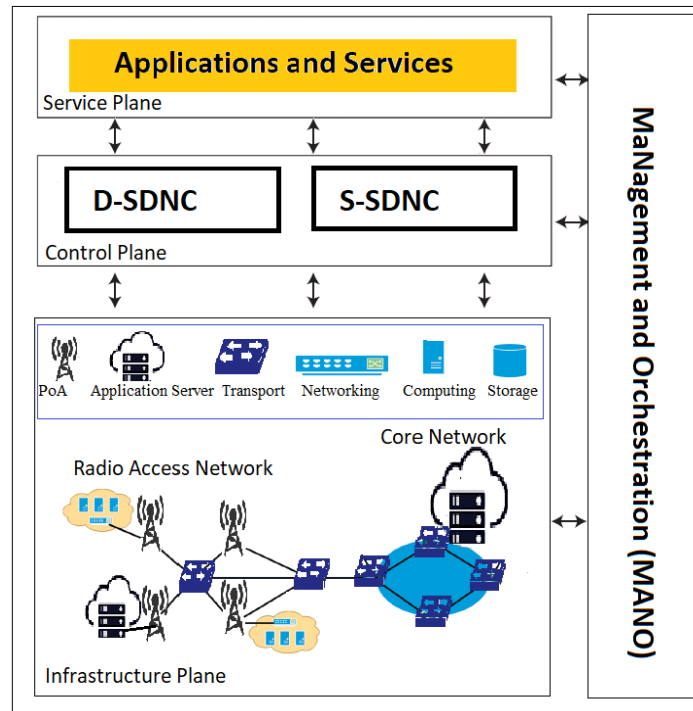 Applications and Services
Service Plane
D-SDNC
S-SDNC
Control Plane
PoA
Application Server
Transport
Networking
Computing
Storage
Core Network
Radio Access Network
Infrastructure Plane
MaNagement and Orchestration (MANO)